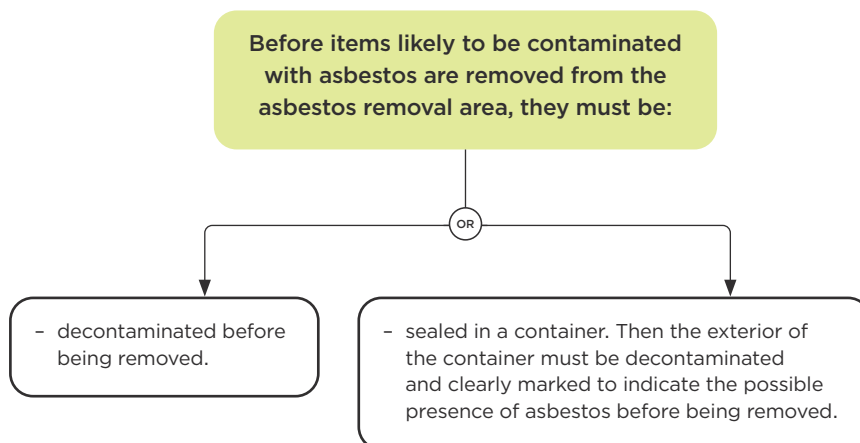 Before items likely to be contaminated
with asbestos are removed from the
asbestos removal area, they must be:
OR
– decontaminated before
being removed.
– sealed in a container. Then the exterior of
the container must be decontaminated
and clearly marked to indicate the possible
presence of asbestos before being removed.